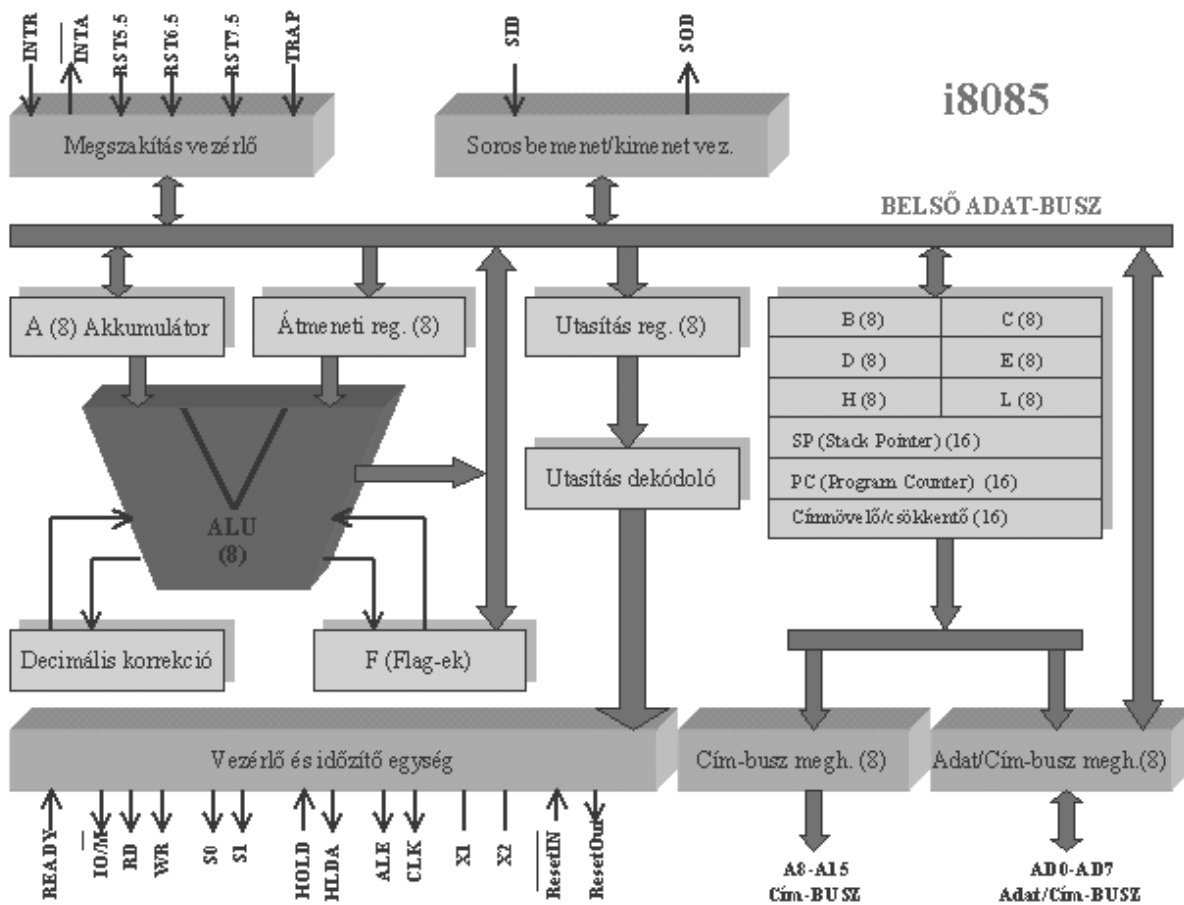 INTR
INTA
RST5.5
RST6.5
RST7.5
TRAP
SID
SOD
i8085
Megszakítás vezérlő
Soros bemenet/kimenet vez.
BELSŐ ADAT-BUSZ
A (8) Akkumulátor
Átmeneti reg. (8)
Utasítás reg. (8)
B (8)
C (8)
D (8)
E (8)
H (8)
L (8)
SP (Stack Pointer) (16)
PC (Program Counter) (16)
Címnövelő/csökkentő (16)
Utasítás dekódoló
ALU
(8)
Decimális korrekció
F (Flag-ek)
Vezérlő és időzítő egység
Cím-busz megh. (8)
Adat/Cím-busz megh.(8)
READY
IO/M
RD
WR
S0
S1
HOLD
HLDA
ALE
CLK
X1
X2
ResetIN
ResetOut
A8-A15
Cím-BUSZ
AD0-AD7
Adat/Cím-BUSZ